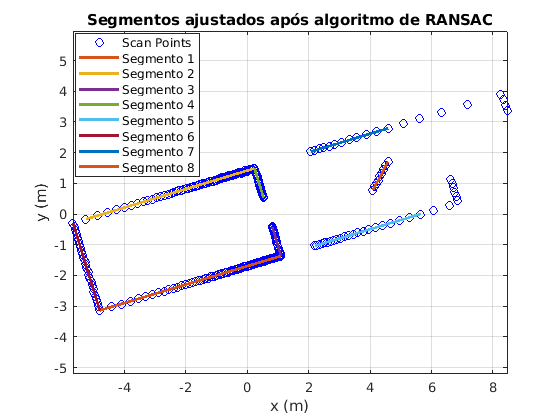 Segmentos ajustados após algoritmo de RANSAC
Scan Points
Segmento 1
Segmento 2
Segmento 3
Segmento 4
Segmento 5
Segmento 6
Segmento 7
Segmento 8
5
4
3
2
1
0
-1
-2
-3
-4
-5
y (m)
-4 -2 0 2 4 6 8
x (m)